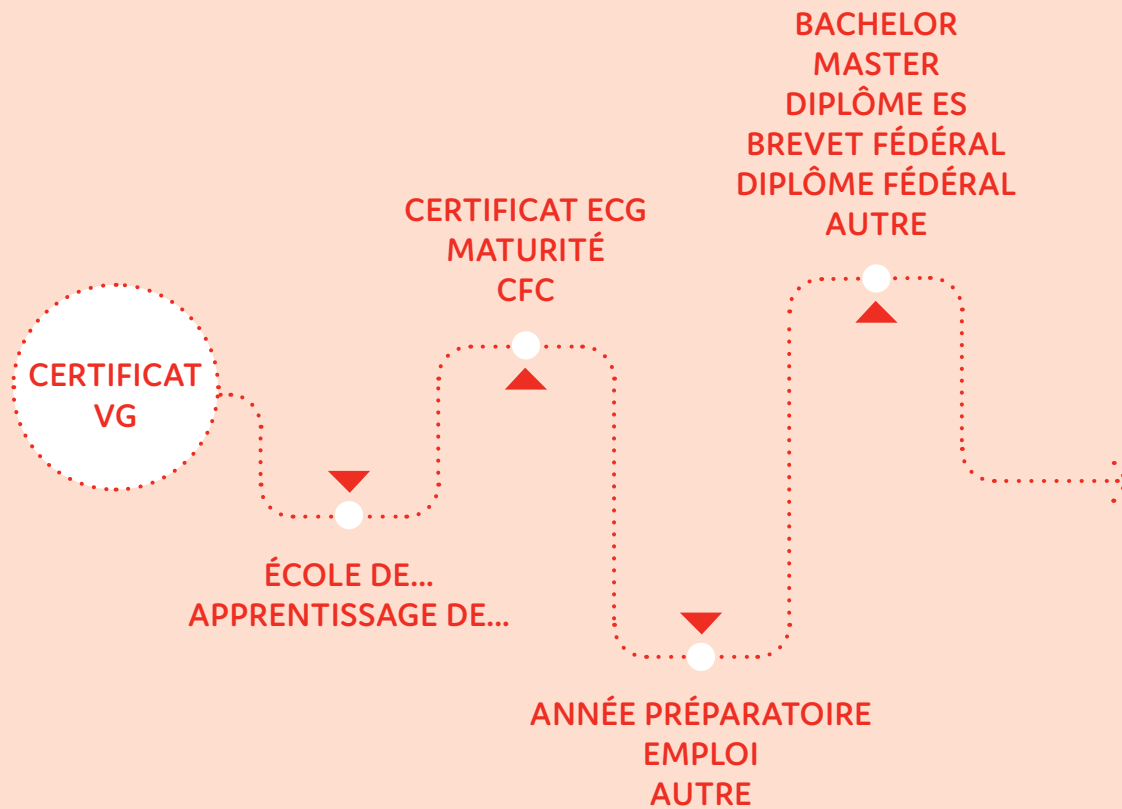 CERTIFICAT
VG
ÉCOLE DE...
APPRENTISSAGE DE...
CERTIFICAT ECG
MATURITÉ
CFC
ANNÉE PRÉPARATOIRE
EMPLOI
AUTRE
BACHELOR
MASTER
DIPLÔME ES
BREVET FÉDÉRAL
DIPLÔME FÉDÉRAL
AUTRE